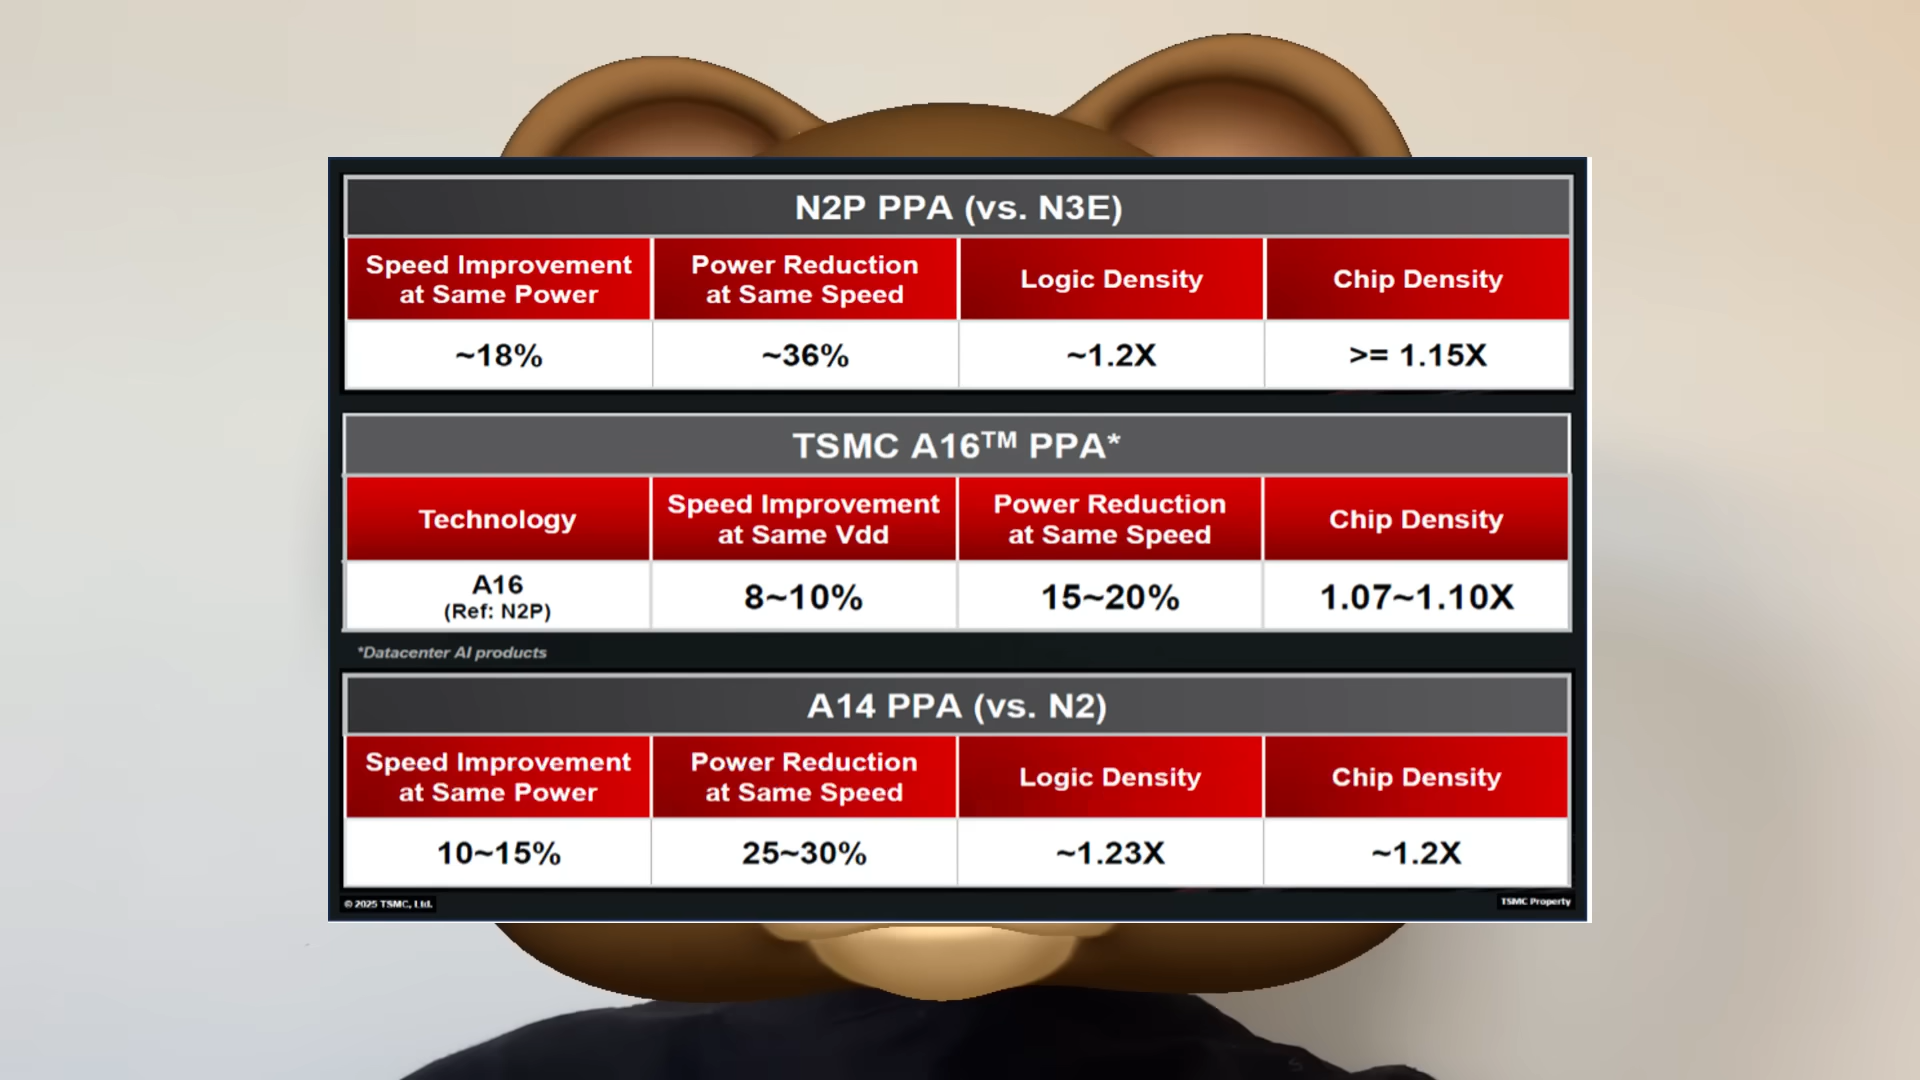 N2P PPA (vs. N3E)
Speed Improvement
at Same Power
Power Reduction
at Same Speed
Logic Density
Chip Density
~18%
~36%
~1.2X
>= 1.15X
TSMC A16™ PPA*
Technology
Speed Improvement
at Same Vdd
Power Reduction
at Same Speed
Chip Density
A16
(Ref: N2P)
8~10%
15~20%
1.07~1.10X
*Datacenter AI products
A14 PPA (vs. N2)
Speed Improvement
at Same Power
Power Reduction
at Same Speed
Logic Density
Chip Density
10~15%
25~30%
~1.23X
~1.2X
© 2025 TSMC, Ltd.
TSMC Property